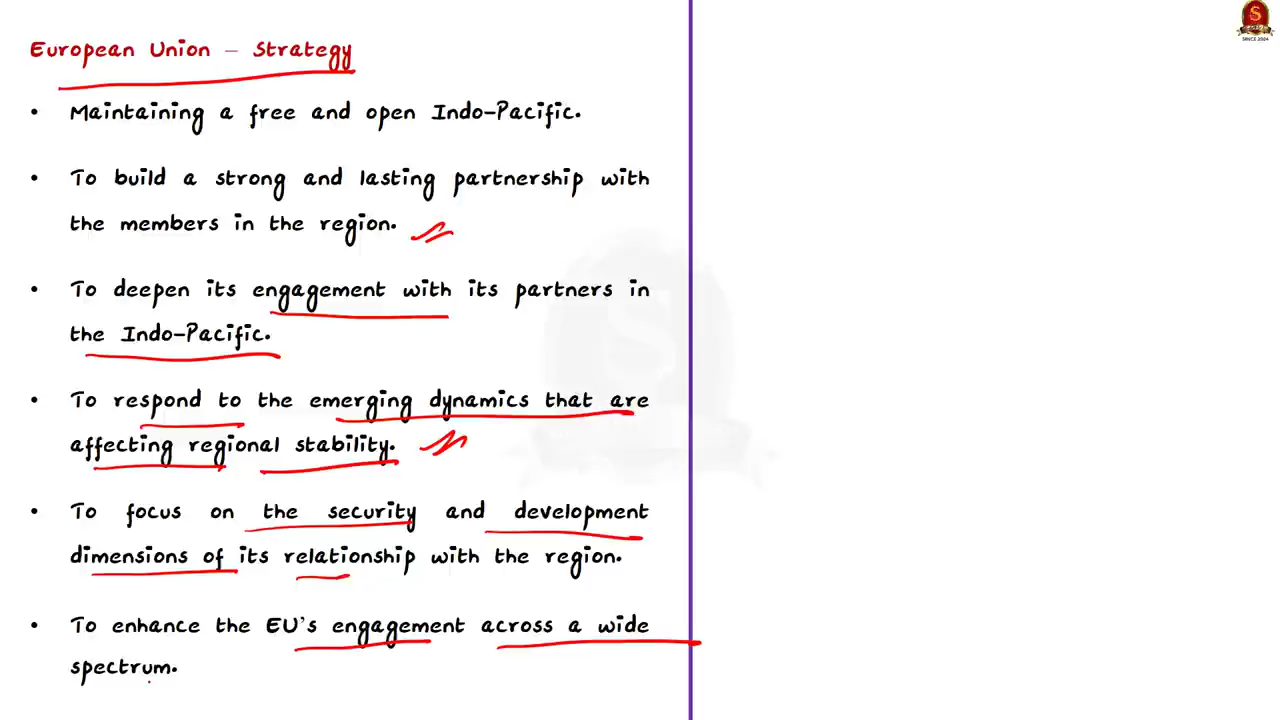 European Union – Strategy
• Maintaining a free and open Indo-Pacific.
• To build a strong and lasting partnership with
the members in the region.
• To deepen its engagement with its partners in
the Indo-Pacific.
• To respond to the emerging dynamics that are
affecting regional stability.
• To focus on the security and development
dimensions of its relationship with the region.
• To enhance the EU's engagement across a wide
spectrum.
S
SINCE 2004